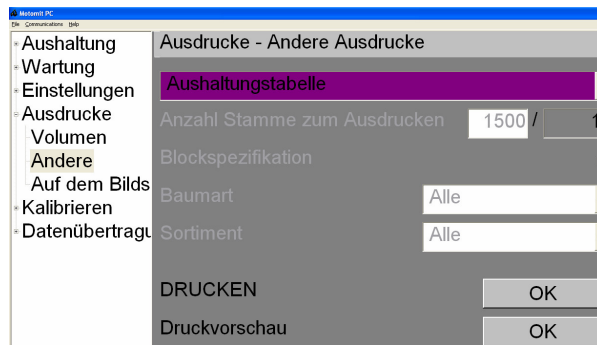 Motomit PC
File Communications Help
Aushaltung
Wartung
Einstellungen
Ausdrucke
Volumen
Andere
Auf dem Bilds
Kalibrieren
Datenübertragu
Ausdrucke - Andere Ausdrucke
Aushaltungstabelle
Anzahl Stamme zum Ausdrucken 1500 / 1
Blockspezifikation
Baumart Alle
Sortiment Alle
DRUCKEN OK
Druckvorschau OK